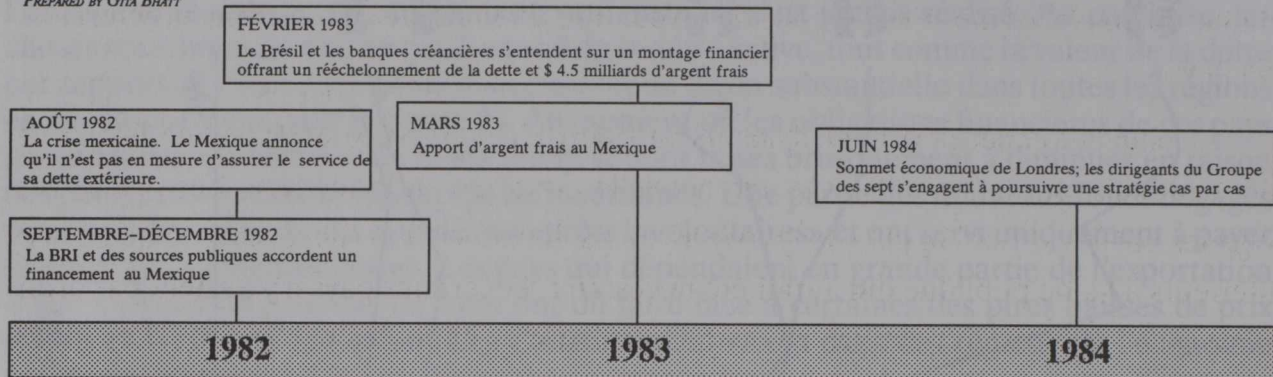 PREPARED BY GITA BHATT
FÉVRIER 1983
Le Brésil et les banques créancières s'entendent sur un montage financier
offrant un rééchelonnement de la dette et $ 4.5 milliards d'argent frais
AOÛT 1982
La crise mexicaine. Le Mexique annonce
qu'il n'est pas en mesure d'assurer le service de
sa dette extérieure.
MARS 1983
Apport d'argent frais au Mexique
JUIN 1984
Sommet économique de Londres; les dirigeants du Groupe
des sept s'engagent à poursuivre une stratégie cas par cas
SEPTEMBRE–DÉCEMBRE 1982
La BRI et des sources publiques accordent un
financement au Mexique
1982 1983 1984